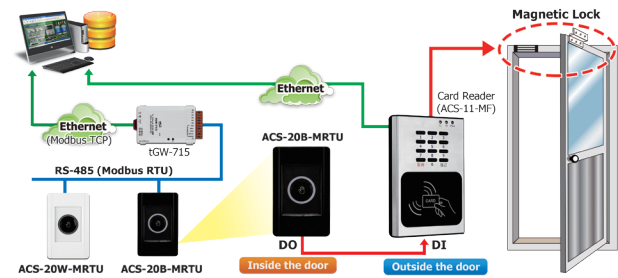 Magnetic Lock
Ethernet
Card Reader
(ACS-11-MF)
Ethernet
(Modbus TCP)
tGW-715
ACS-20B-MRTU
RS-485 (Modbus RTU)
CARD
DO
DI
ACS-20W-MRTU
ACS-20B-MRTU
Inside the door
Outside the door